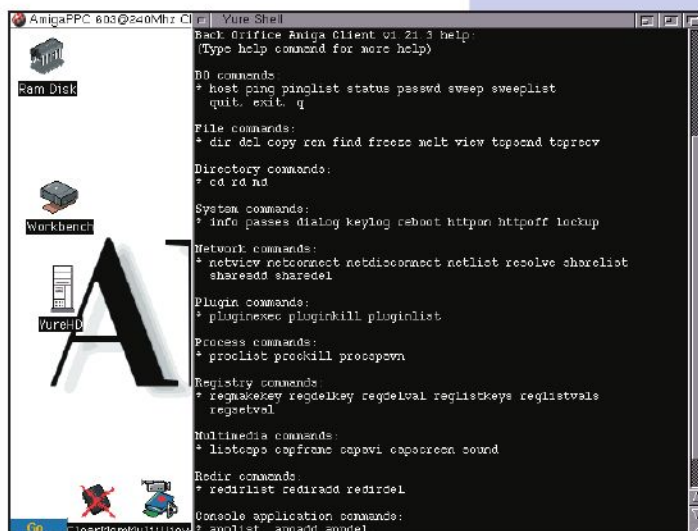 AmigaPPC 603@240Mhz Cl
Yure Shell
Ram Disk
Workbench
YureHD
Go
Back Orifice Amiga Client v1.21.3 help:
(Type help command for more help)
BO commands:
* host ping pinglist status passwd sweep sweeplist
quit, exit, q
File commands:
* dir del copy ren find freeze melt view tcpsend tcprecv
Directory commands:
* cd rd md
System commands:
* info passes dialog keylog reboot httpon httpoff lockup
Network commands:
* netview netconnect netdisconnect netlist resolve sharelist
shareadd sharedel
Plugin commands:
* pluginexec pluginkill pluginlist
Process commands:
* proclist prockill procspawn
Registry commands:
* regmakekey regdelkey regdelval reglistkeys reglistvals
regsetval
Multimedia commands:
* listcaps capframe capavi capscreen sound
Redir commands:
* redirlist rediradd redirdel
Console application commands:
* applist appadd appdel